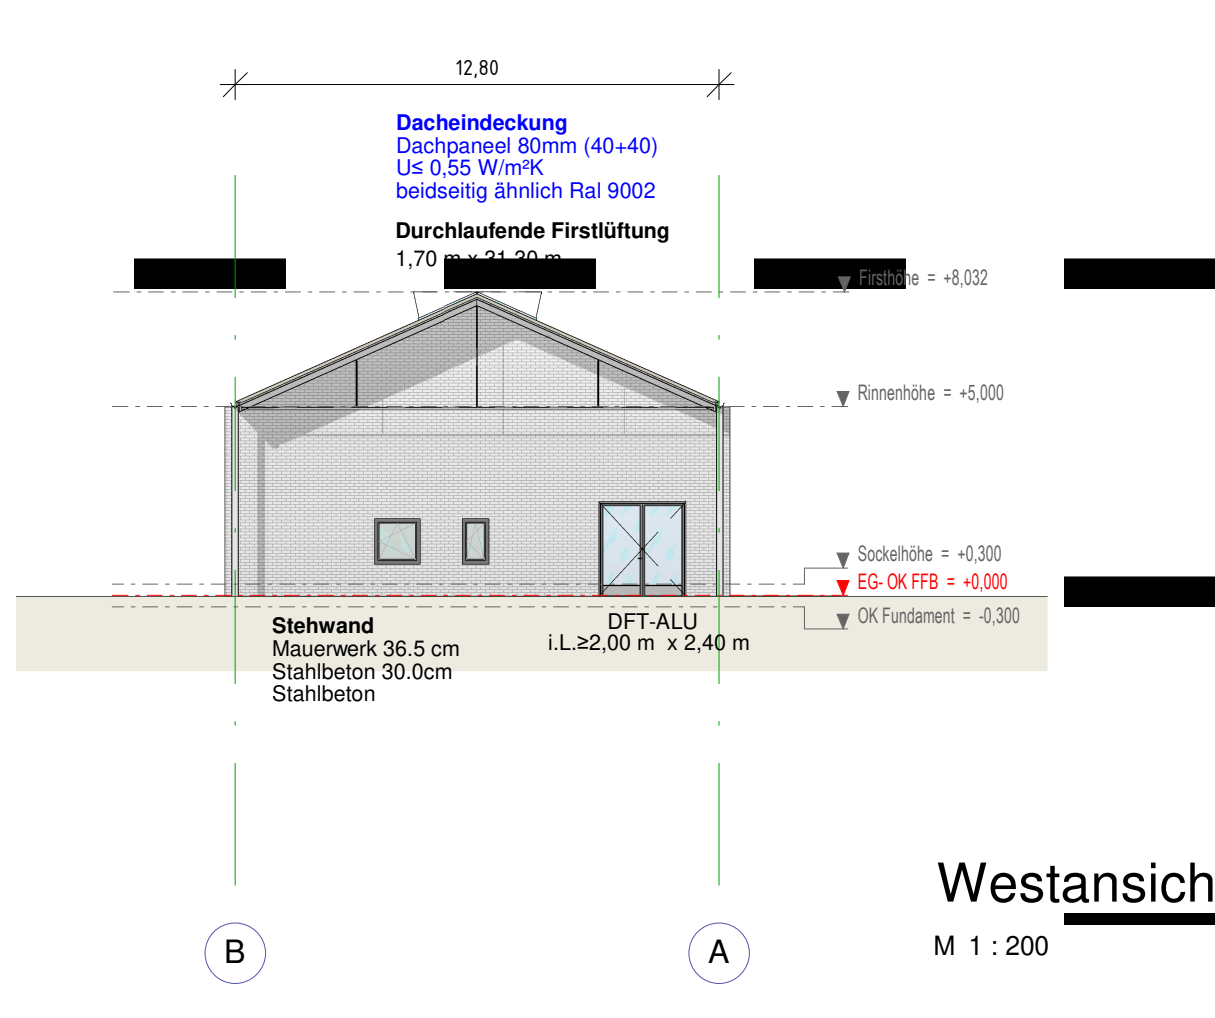 12,80
Dacheindeckung
Dachpaneel 80mm (40+40)
U≤ 0,55 W/m²K
beidseitig ähnlich Ral 9002
Durchlaufende Firstlüftung
1,70 m x 31,30 m
Firsthöhe = +8,032
Rinnenhöhe = +5,000
Sockelhöhe = +0,300
EG- OK FFB = +0,000
OK Fundament = -0,300
Stehwand
Mauerwerk 36.5 cm
Stahlbeton 30.0cm
Stahlbeton
DFT-ALU
i.L.≥2,00 m x 2,40 m
Westansich
M 1 : 200
B
A